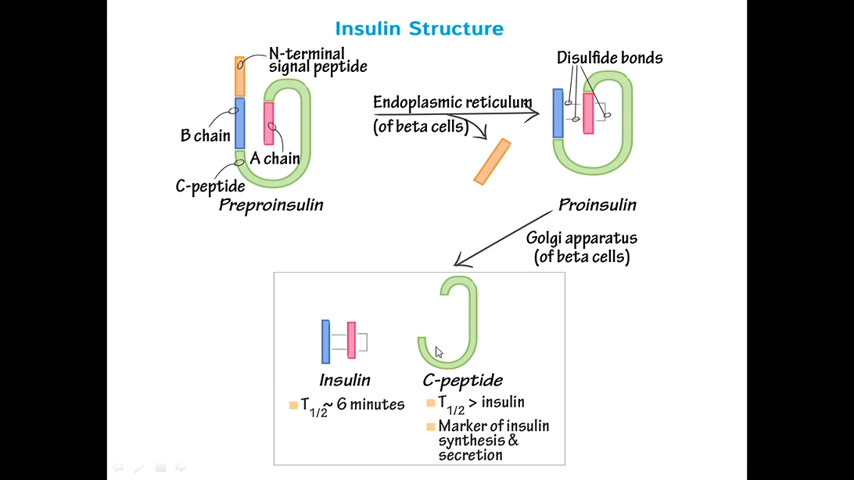 Insulin Structure
N-terminal
signal peptide
B chain
A chain
C-peptide
Preproinsulin
Endoplasmic reticulum
(of beta cells)
Disulfide bonds
Proinsulin
Golgi apparatus
(of beta cells)
Insulin
T1/2~ 6 minutes
C-peptide
T1/2 > insulin
Marker of insulin
synthesis &
secretion